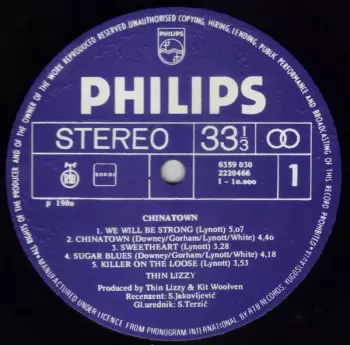 ALL RIGHTS OF THE PRODUCER AND OF THE OWNER OF THE WORK REPRODUCED RESERVED. UNAUTHORISED COPYING, HIRING, LENDING, PUBLIC PERFORMANCE AND BROADCASTING OF THIS RECORD PROHIBITED
PHILIPS
PHILIPS
STEREO 33 1/3
RTB SOKOJ 6359 030
2220466
1 - 10.000 1
p 1980
CHINATOWN
1. WE WILL BE STRONG (Lynott) 5,07
2. CHINATOWN (Downey/Gorham/Lynott/White) 4,40
3. SWEETHEART (Lynott) 3,28
4. SUGAR BLUES (Downey/Gorham/Lynott/White) 4,18
5. KILLER ON THE LOOSE (Lynott) 3,53
THIN LIZZY
Produced by Thin Lizzy & Kit Woolven
Recenzent: S.Jakovljević
Gl.urednik: S.Terzić
MANUFACTURED UNDER LICENCE FROM PHONOGRAM INTERNATIONAL BY RTB RECORDS, YUGOSLAVIA